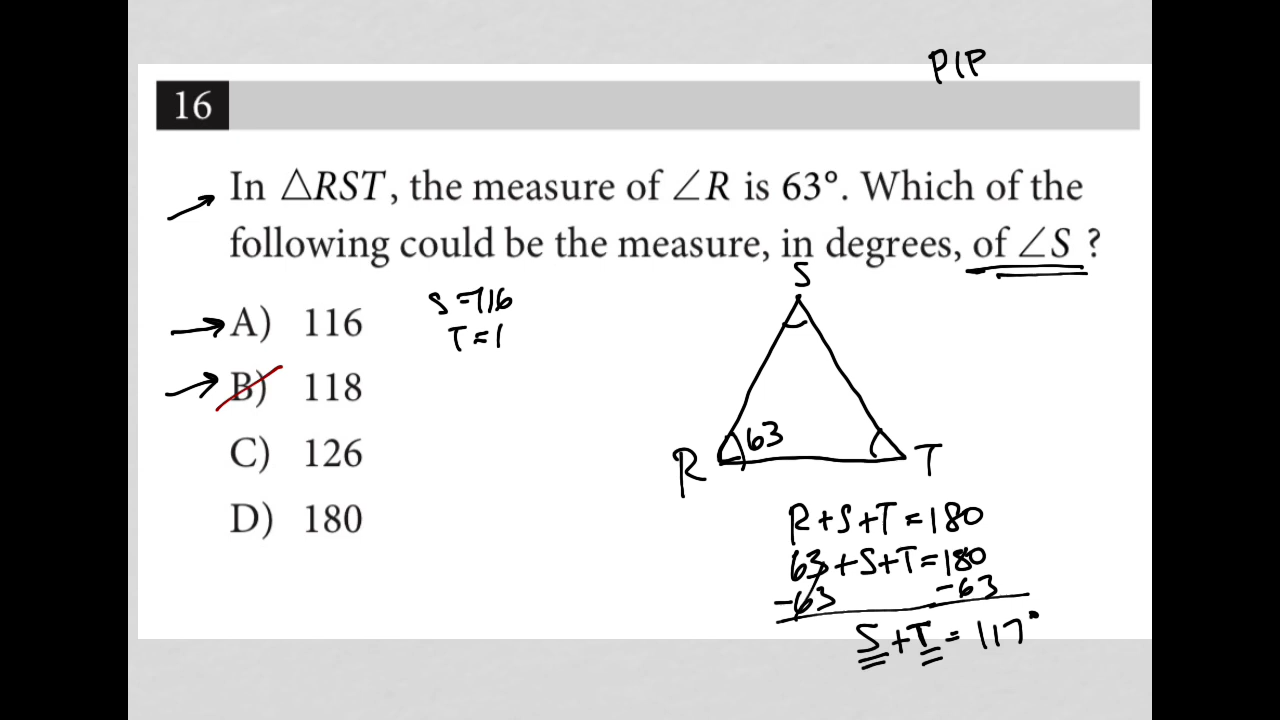 PIP
16
In △RST, the measure of ∠R is 63°. Which of the
following could be the measure, in degrees, of ∠S ?
A) 116
B) 118
C) 126
D) 180
S = 116
T = 1
S
63
R
T
R + S + T = 180
63 + S + T = 180
-63 -63
S + T = 117°